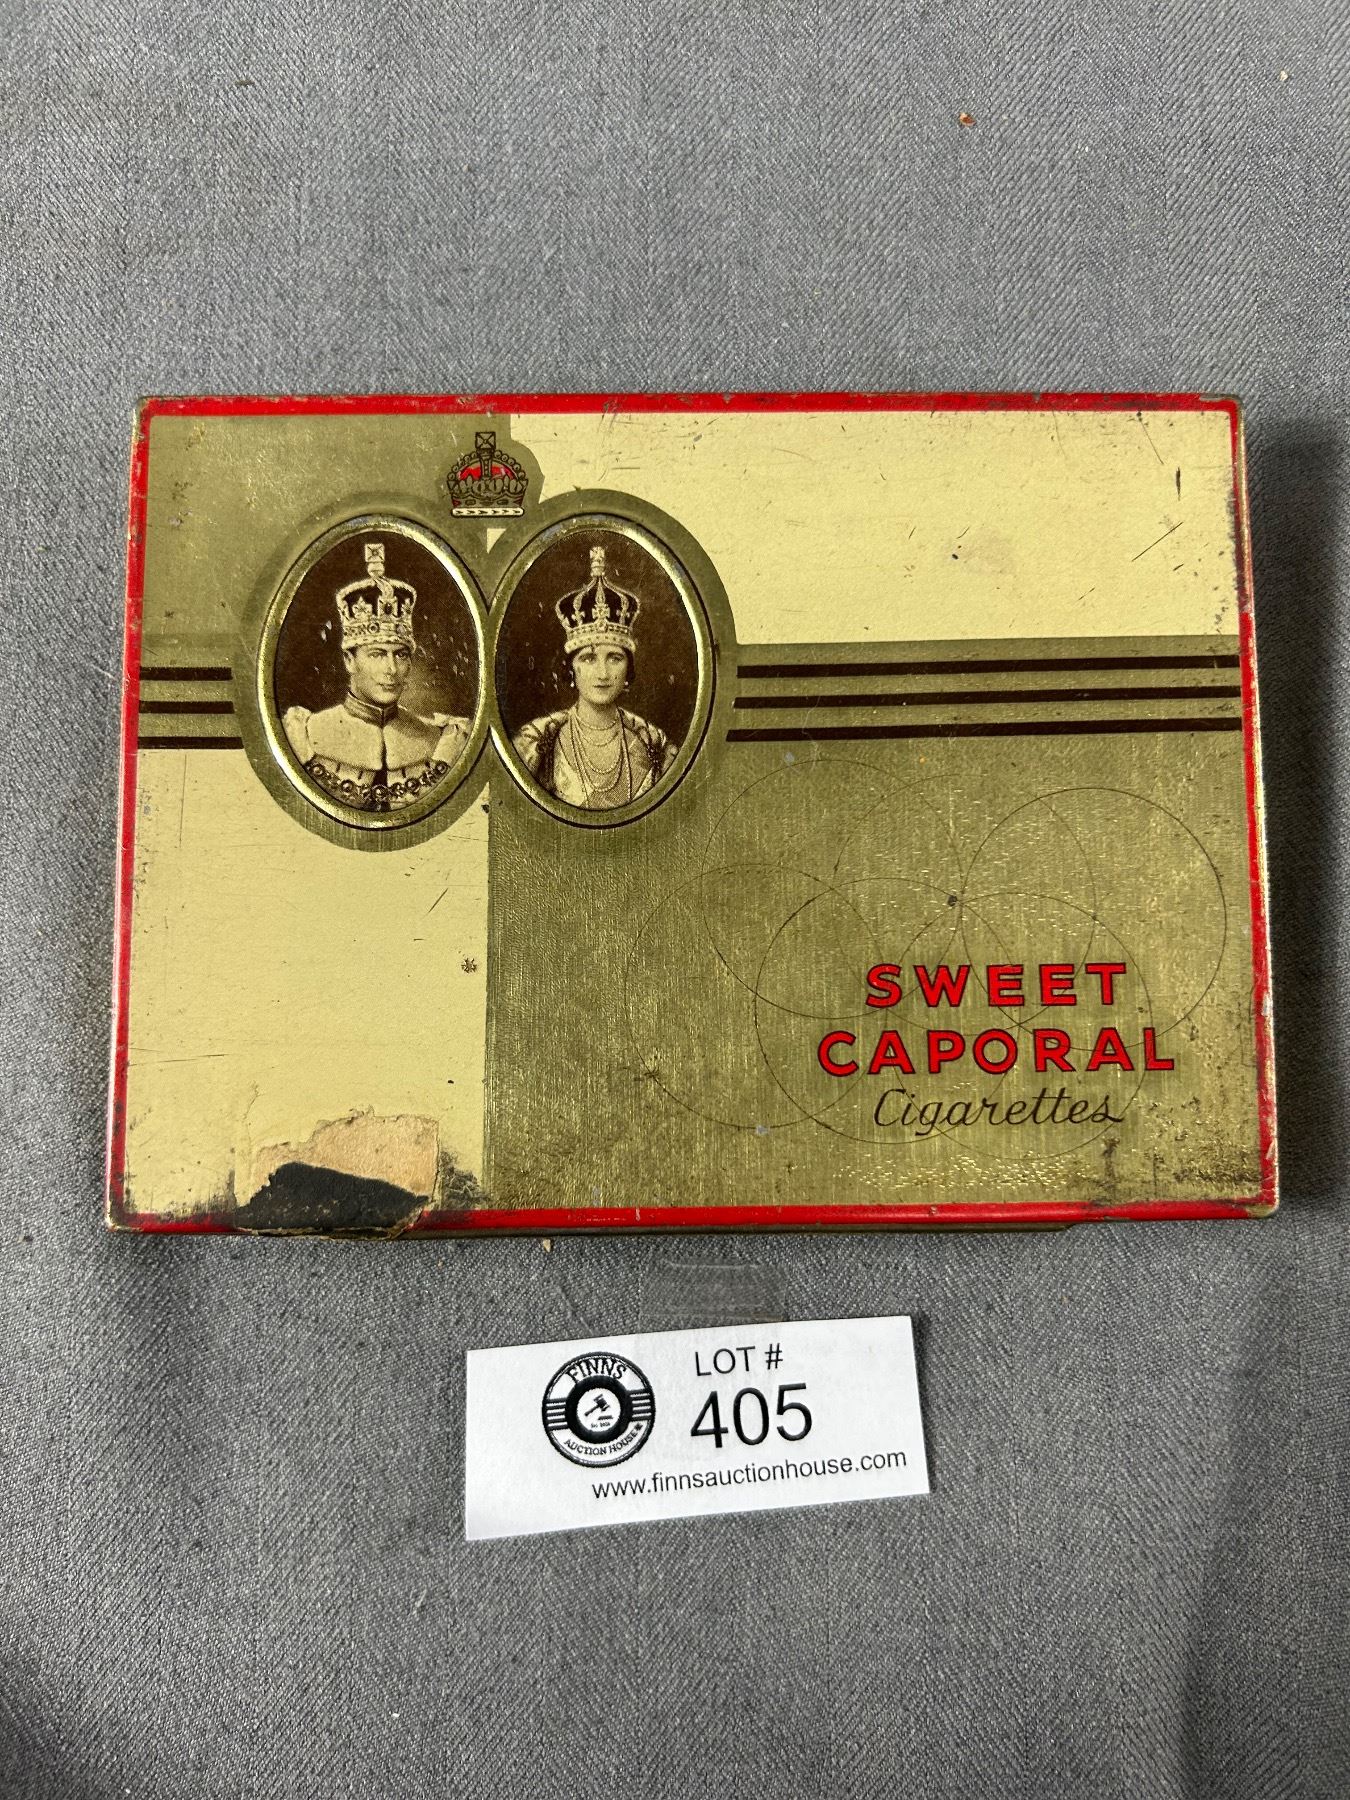 SWEET
CAPORAL
Cigarettes
FINNS
AUCTION HOUSE
LOT #
405
www.finnsauctionhouse.com